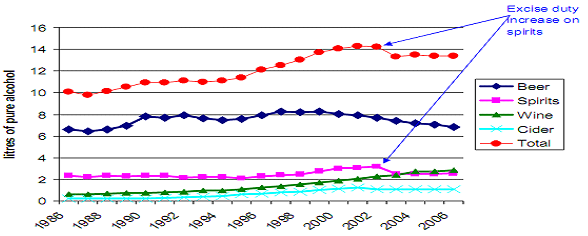 Excise duty
increase on
spirits
litres of pure alcohol
16
14
12
10
8
6
4
2
0
1986
1988
1990
1992
1994
1996
1998
2000
2002
2004
2006
Beer
Spirits
Wine
Cider
Total